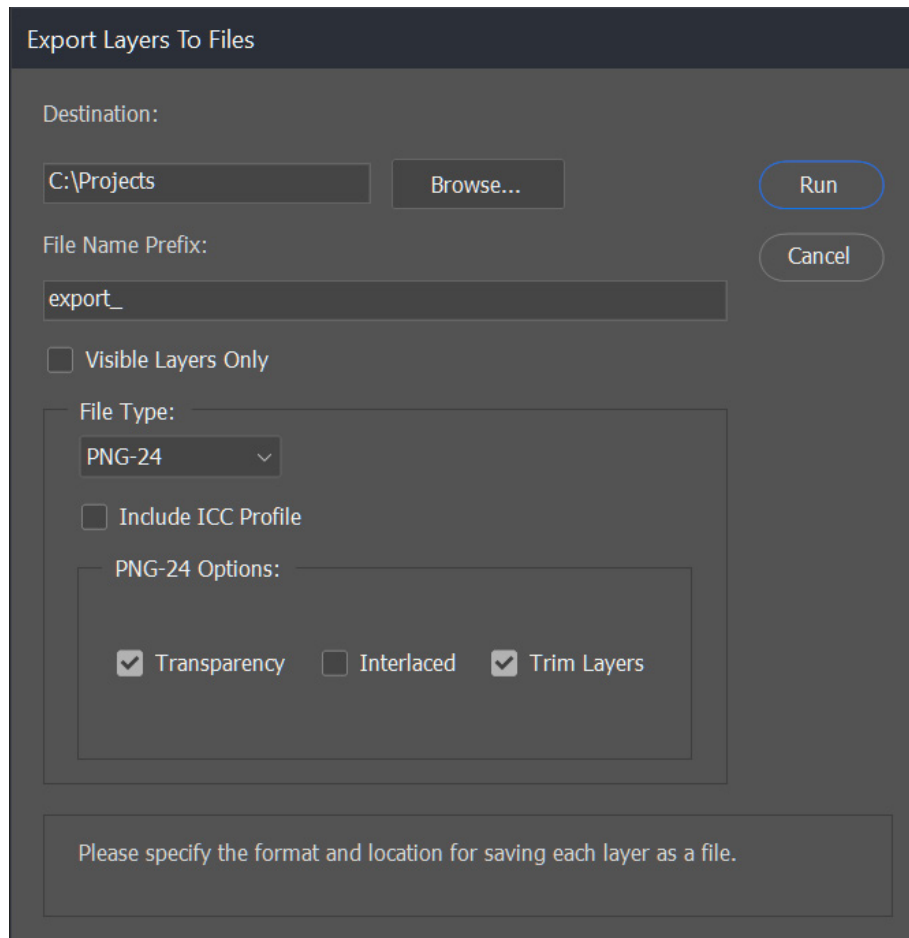 Export Layers To Files
Destination:
C:\Projects
Browse...
Run
File Name Prefix:
Cancel
export_
Visible Layers Only
File Type:
PNG-24
Include ICC Profile
PNG-24 Options:
Transparency Interlaced Trim Layers
Please specify the format and location for saving each layer as a file.